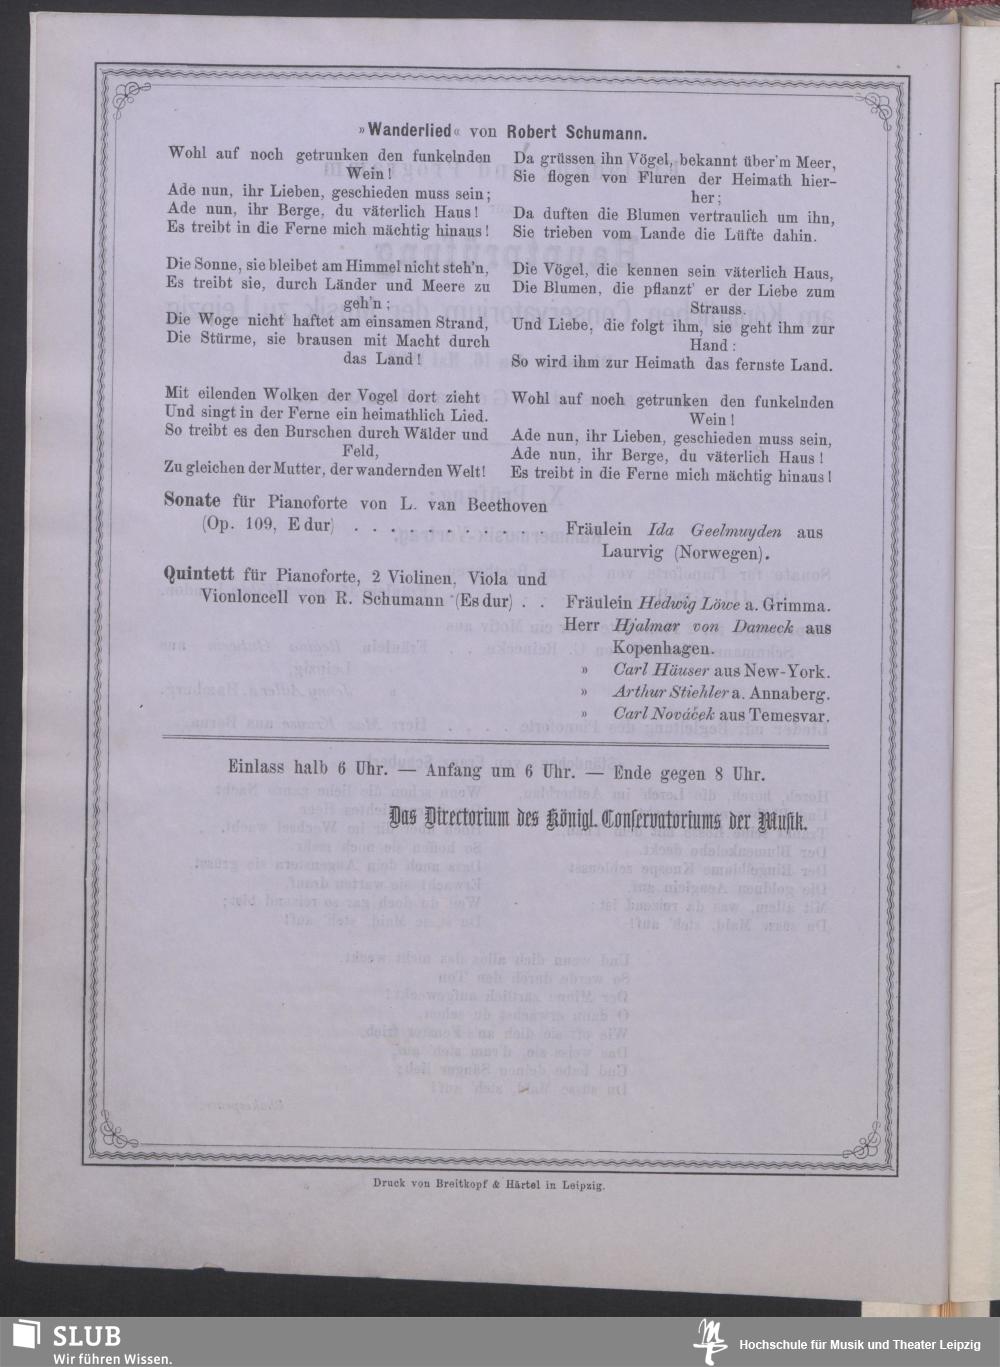 »Wanderlied« von Robert Schumann.
Wohl auf noch getrunken den funkelnden
Wein!
Ade nun, ihr Lieben, geschieden muss sein;
Ade nun, ihr Berge, du väterlich Haus!
Es treibt in die Ferne mich mächtig hinaus!
Die Sonne, sie bleibet am Himmel nicht steh'n,
Es treibt sie, durch Länder und Meere zu
geh'n;
Die Woge nicht haftet am einsamen Strand,
Die Stürme, sie brausen mit Macht durch
das Land!
Mit eilenden Wolken der Vogel dort zieht
Und singt in der Ferne ein heimathlich Lied.
So treibt es den Burschen durch Wälder und
Feld,
Zu gleichen der Mutter, der wandernden Welt!
Da grüssen ihn Vögel, bekannt über'm Meer,
Sie flogen von Fluren der Heimath hier-
her;
Da duften die Blumen vertraulich um ihn,
Sie trieben vom Lande die Lüfte dahin.
Die Vögel, die kennen sein väterlich Haus,
Die Blumen, die pflanzt' er der Liebe zum
Strauss.
Und Liebe, die folgt ihm, sie geht ihm zur
Hand:
So wird ihm zur Heimath das fernste Land.
Wohl auf noch getrunken den funkelnden
Wein!
Ade nun, ihr Lieben, geschieden muss sein,
Ade nun, ihr Berge, du väterlich Haus!
Es treibt in die Ferne mich mächtig hinaus!
Sonate für Pianoforte von L. van Beethoven
(Op. 109, E dur) . . . . . . . . . . . Fräulein Ida Geelmuyden aus
Laurvig (Norwegen).
Quintett für Pianoforte, 2 Violinen, Viola und
Vionloncell von R. Schumann (Es dur) . . Fräulein Hedwig Löwe a. Grimma.
Herr Hjalmar von Dameck aus
Kopenhagen.
» Carl Häuser aus New-York.
» Arthur Stiehler a. Annaberg.
» Carl Nováček aus Temesvar.
Einlass halb 6 Uhr. — Anfang um 6 Uhr. — Ende gegen 8 Uhr.
Das Directorium des Königl. Conservatoriums der Musik.
Druck von Breitkopf & Härtel in Leipzig.
SLUB
Wir führen Wissen.
Hochschule für Musik und Theater Leipzig